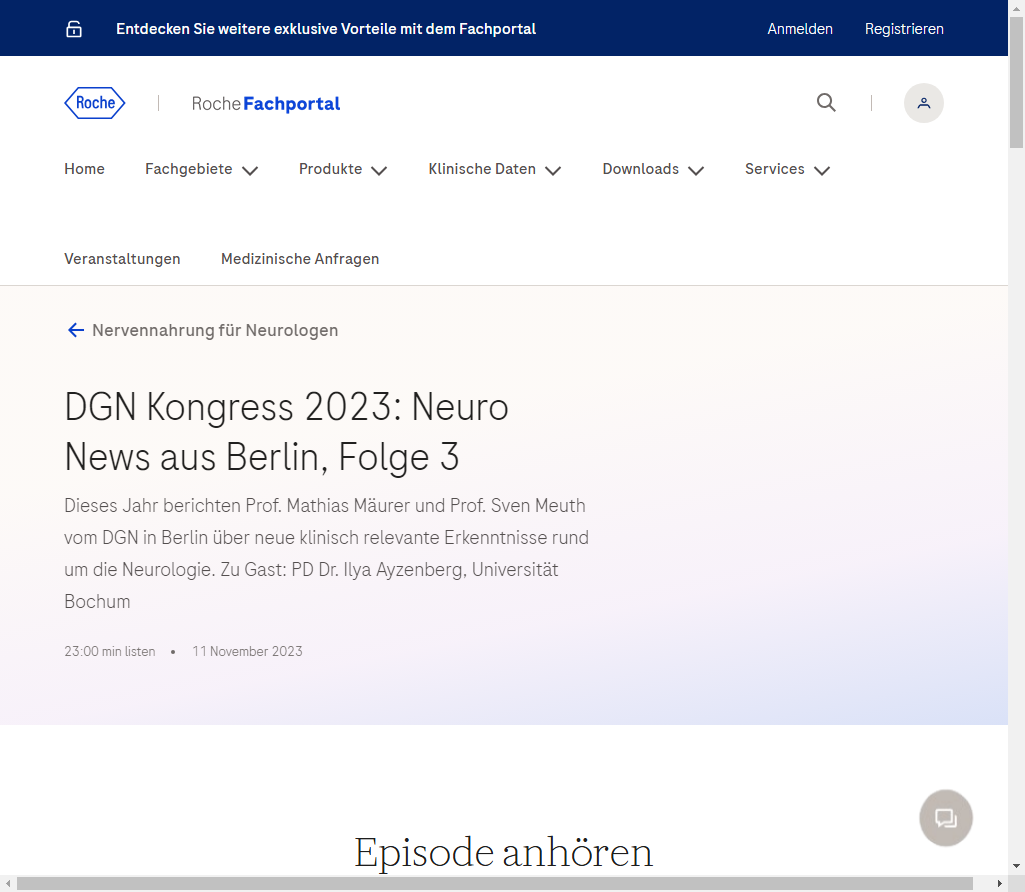 Entdecken Sie weitere exklusive Vorteile mit dem Fachportal
Anmelden
Registrieren
Roche
Roche Fachportal
Home
Fachgebiete
Produkte
Klinische Daten
Downloads
Services
Veranstaltungen
Medizinische Anfragen
Nervennahrung für Neurologen
DGN Kongress 2023: Neuro
News aus Berlin, Folge 3
Dieses Jahr berichten Prof. Mathias Mäurer und Prof. Sven Meuth
vom DGN in Berlin über neue klinisch relevante Erkenntnisse rund
um die Neurologie. Zu Gast: PD Dr. Ilya Ayzenberg, Universität
Bochum
23:00 min listen • 11 November 2023
Episode anhören